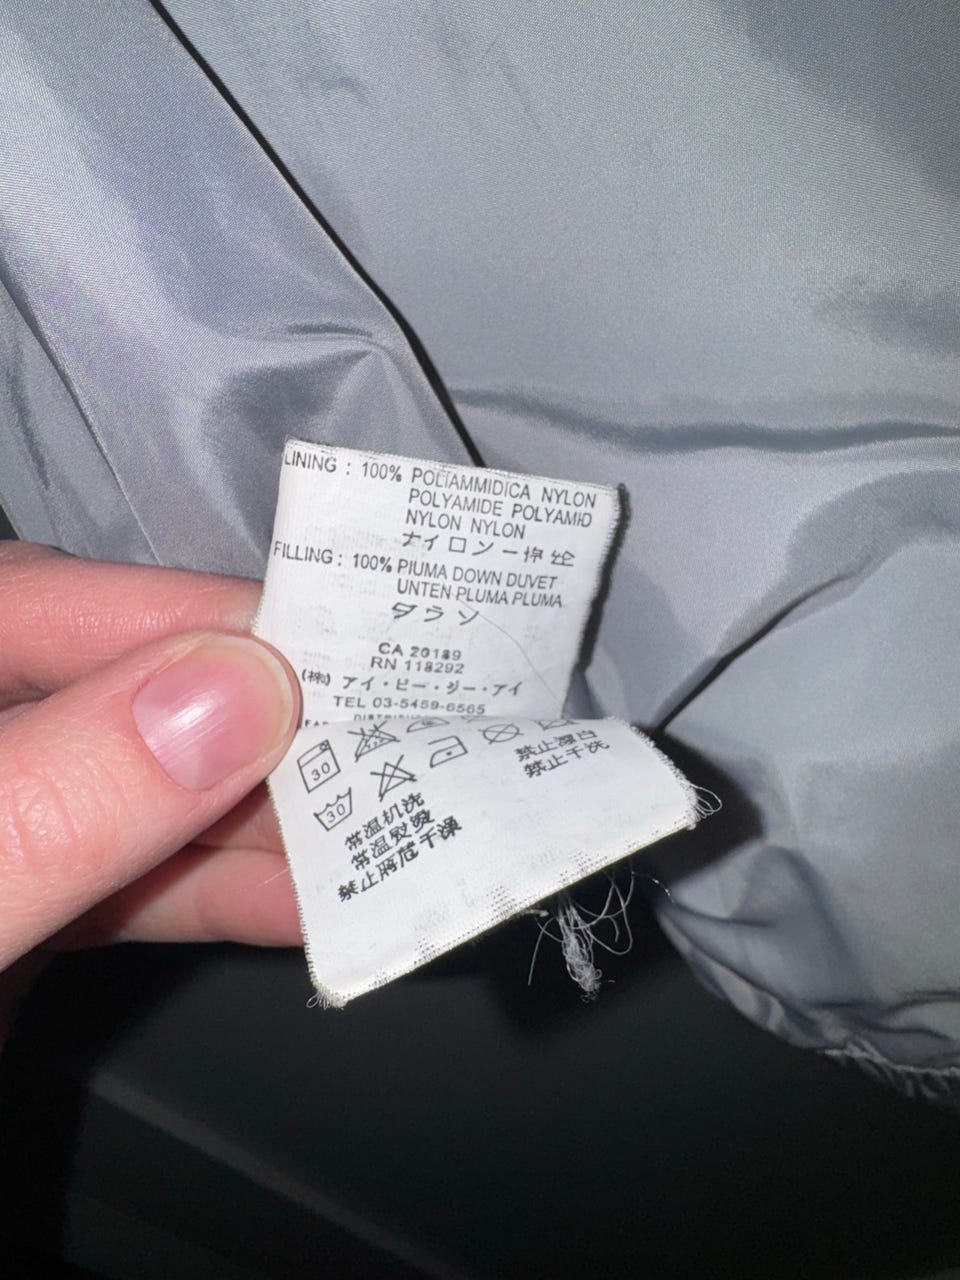 LINING : 100% POLIAMMIDICA NYLON
POLYAMIDE POLYAMID
NYLON NYLON
ナイロン一
FILLING : 100% PIUMA DOWN DUVET
UNTEN PLUMA PLUMA
ダウン
CA 20189
RN 118292
(株) アイ・ピー・ジー・アイ
TEL 03-5459-6565
30
30
禁止漂白
禁止干洗
常温机洗
常温熨烫
禁止